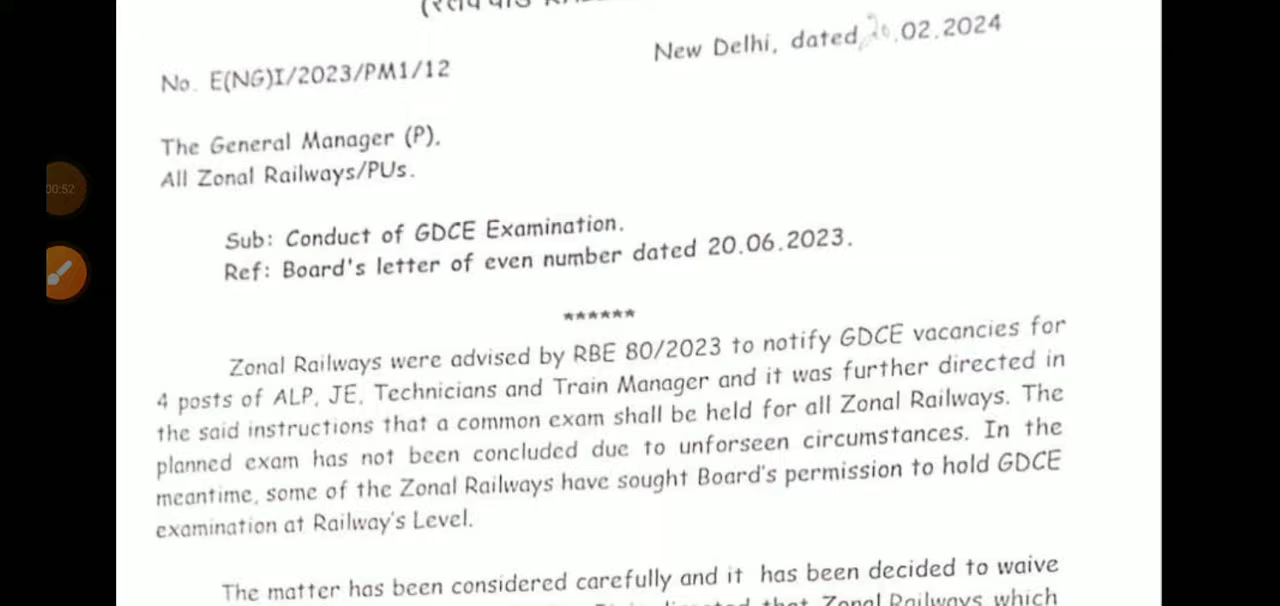 New Delhi, dated 20.02.2024
No. E(NG)I/2023/PM1/12
The General Manager (P),
All Zonal Railways/PUs.
Sub: Conduct of GDCE Examination.
Ref: Board's letter of even number dated 20.06.2023.
******
Zonal Railways were advised by RBE 80/2023 to notify GDCE vacancies for
4 posts of ALP, JE, Technicians and Train Manager and it was further directed in
the said instructions that a common exam shall be held for all Zonal Railways. The
planned exam has not been concluded due to unforseen circumstances. In the
meantime, some of the Zonal Railways have sought Board's permission to hold GDCE
examination at Railway's Level.
The matter has been considered carefully and it has been decided to waive
that Zonal Railways which
00:52